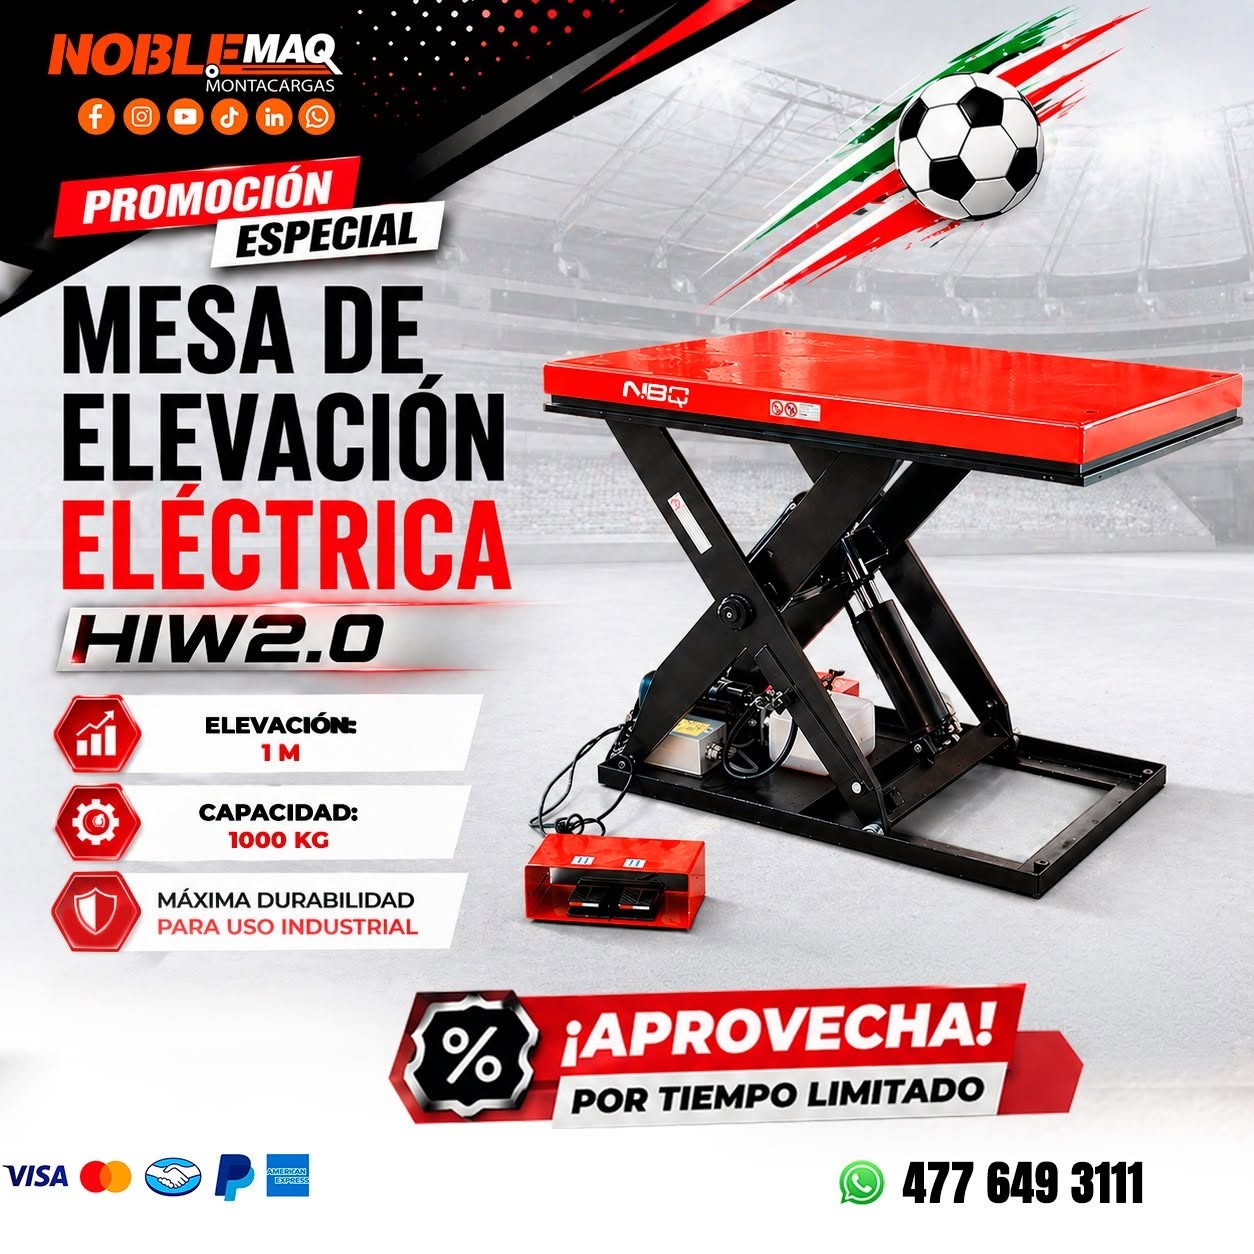 NOBLEMAQ
MONTACARGAS
PROMOCIÓN
ESPECIAL
MESA DE
ELEVACIÓN
ELÉCTRICA
HIW2.0
ELEVACIÓN:
1 M
CAPACIDAD:
1000 KG
MÁXIMA DURABILIDAD
PARA USO INDUSTRIAL
NBQ
%
¡APROVECHA!
POR TIEMPO LIMITADO
VISA
AMERICAN
EXPRESS
477 649 3111